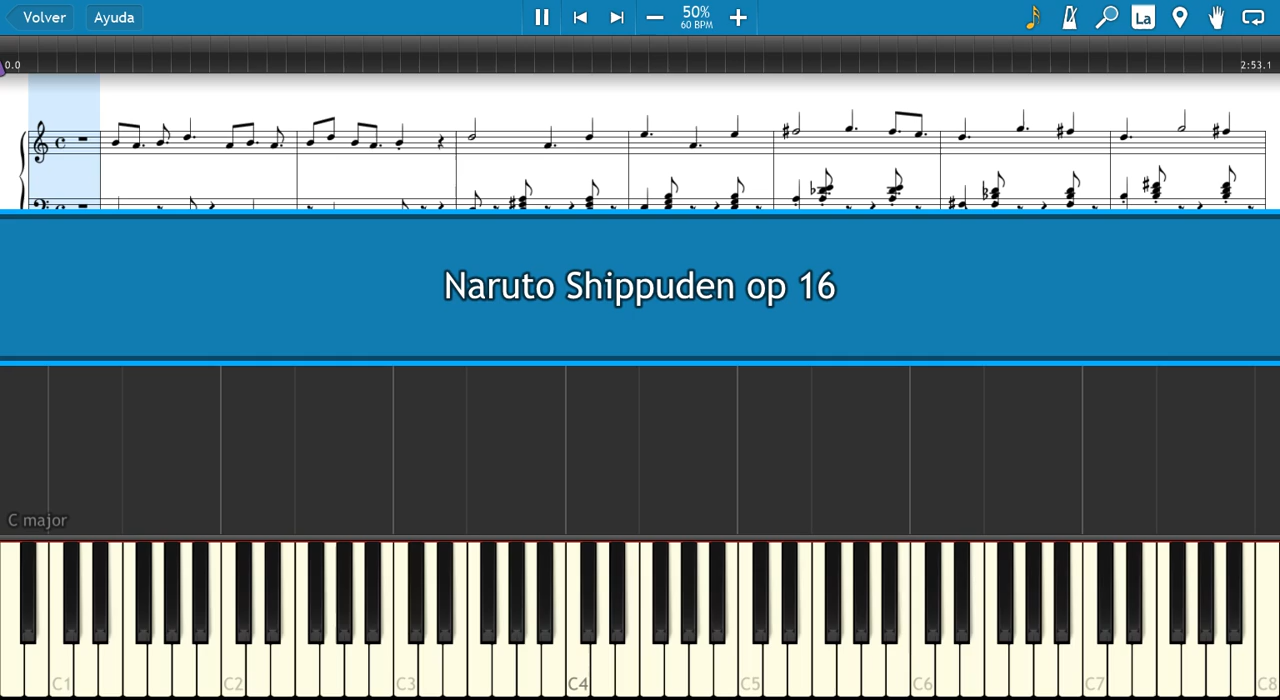 Volver Ayuda 50% La
60 BPM
0.0 2:53.1
Naruto Shippuden op 16
C major
C1 C2 C3 C4 C5 C6 C7 C8